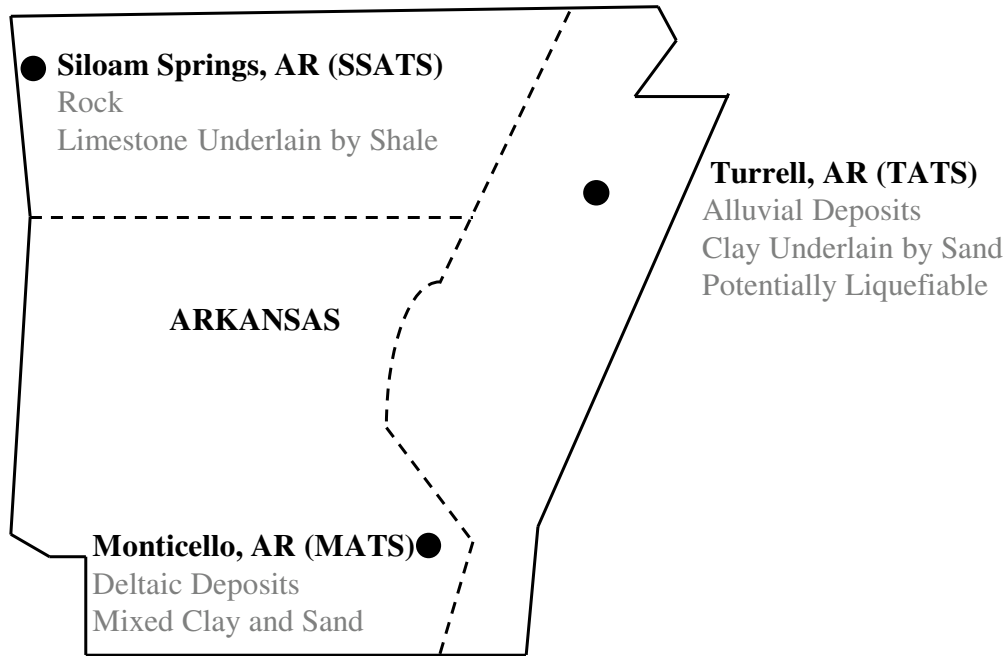 Siloam Springs, AR (SSATS)
Rock
Limestone Underlain by Shale
Turrell, AR (TATS)
Alluvial Deposits
Clay Underlain by Sand
Potentially Liquefiable
ARKANSAS
Monticello, AR (MATS)
Deltaic Deposits
Mixed Clay and Sand